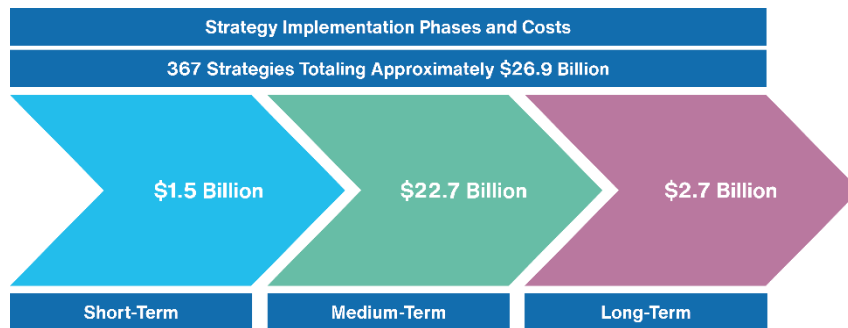 Strategy Implementation Phases and Costs
367 Strategies Totaling Approximately $26.9 Billion
$1.5 Billion
$22.7 Billion
$2.7 Billion
Short-Term
Medium-Term
Long-Term